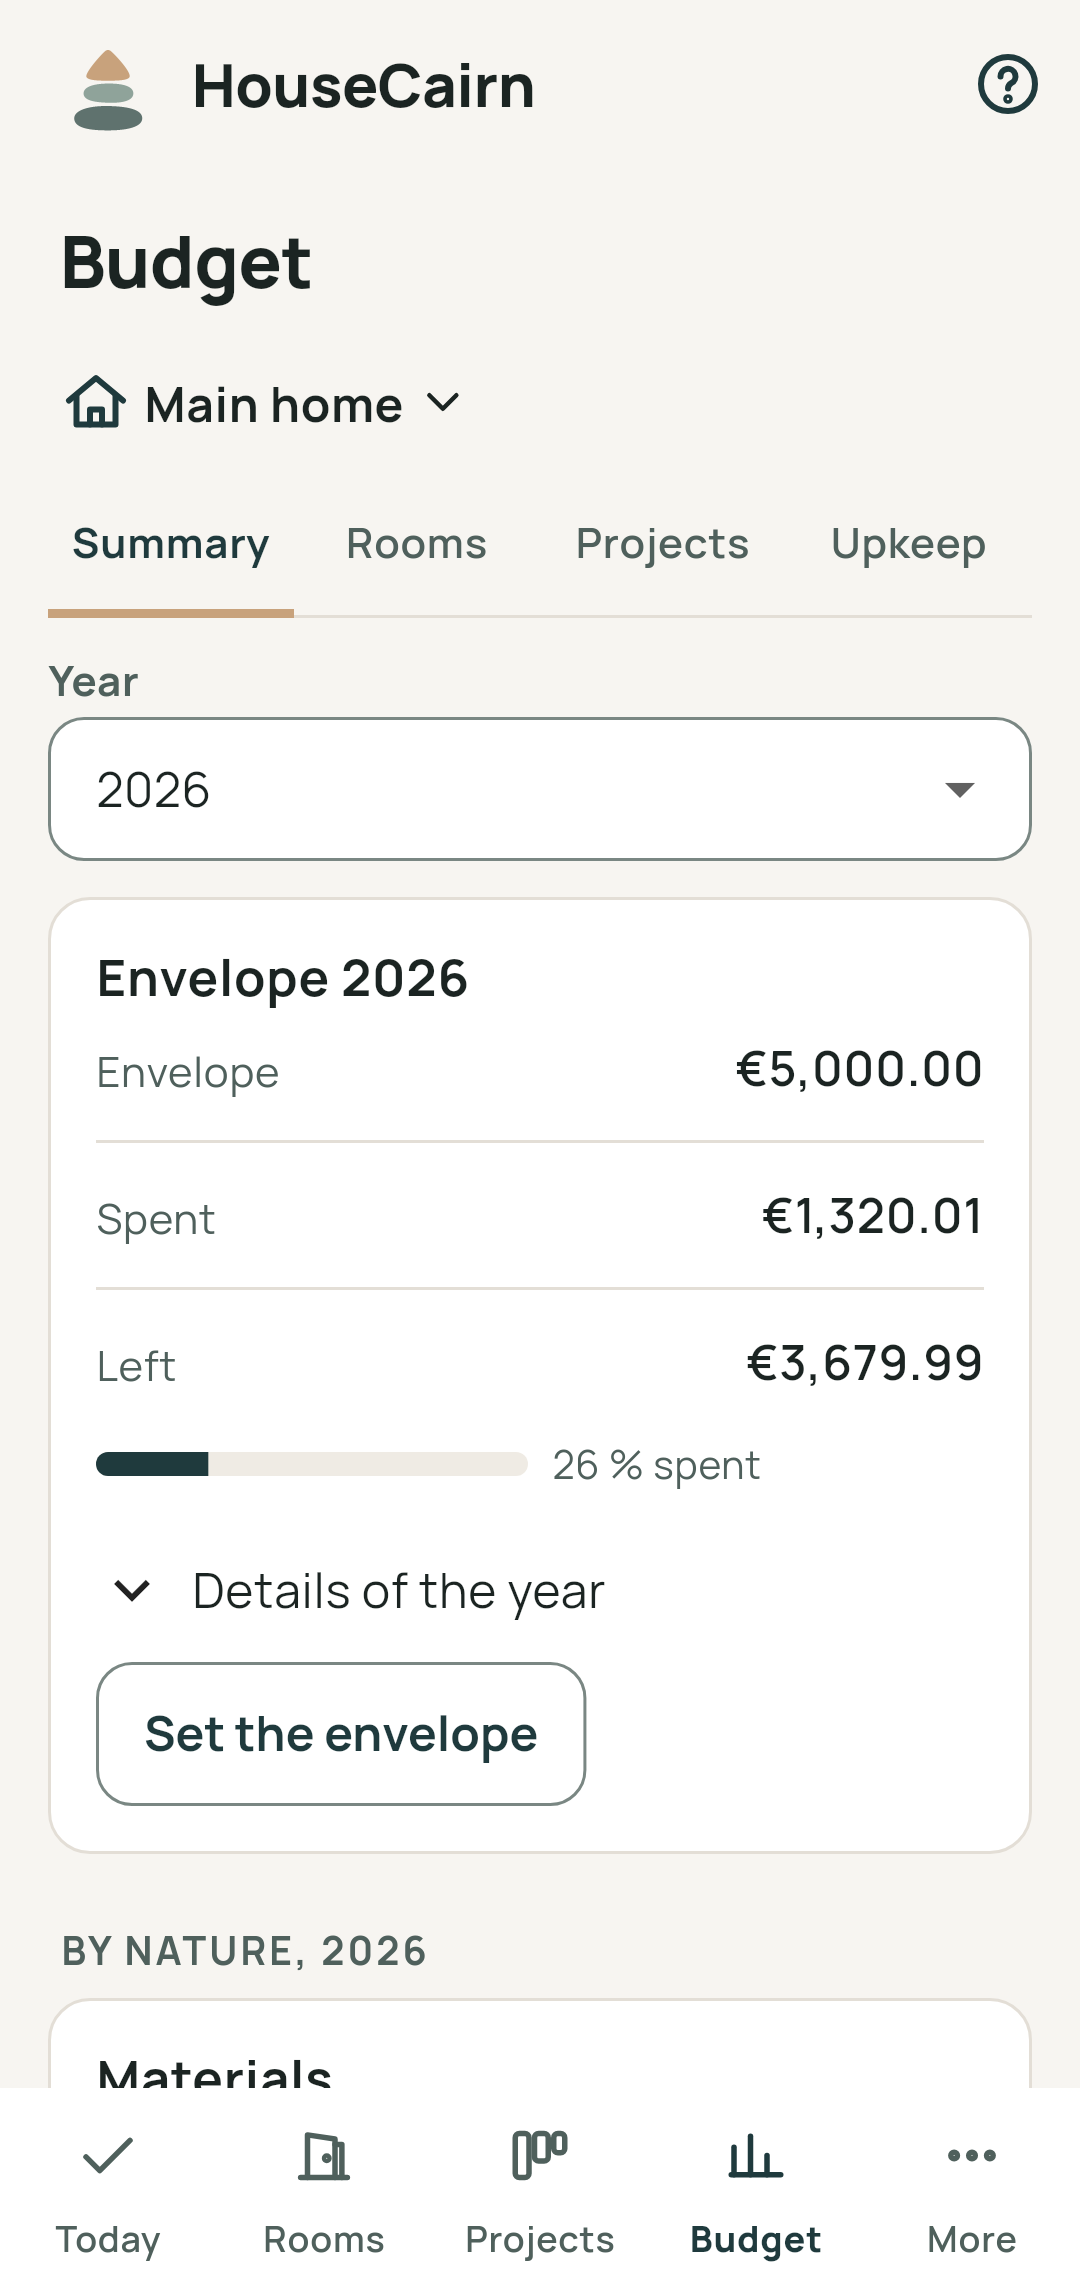 HouseCairn
Budget
Main home
Summary Rooms Projects Upkeep
Year
2026
Envelope 2026
Envelope €5,000.00
Spent €1,320.01
Left €3,679.99
26 % spent
Details of the year
Set the envelope
BY NATURE, 2026
Materials
Today Rooms Projects Budget More